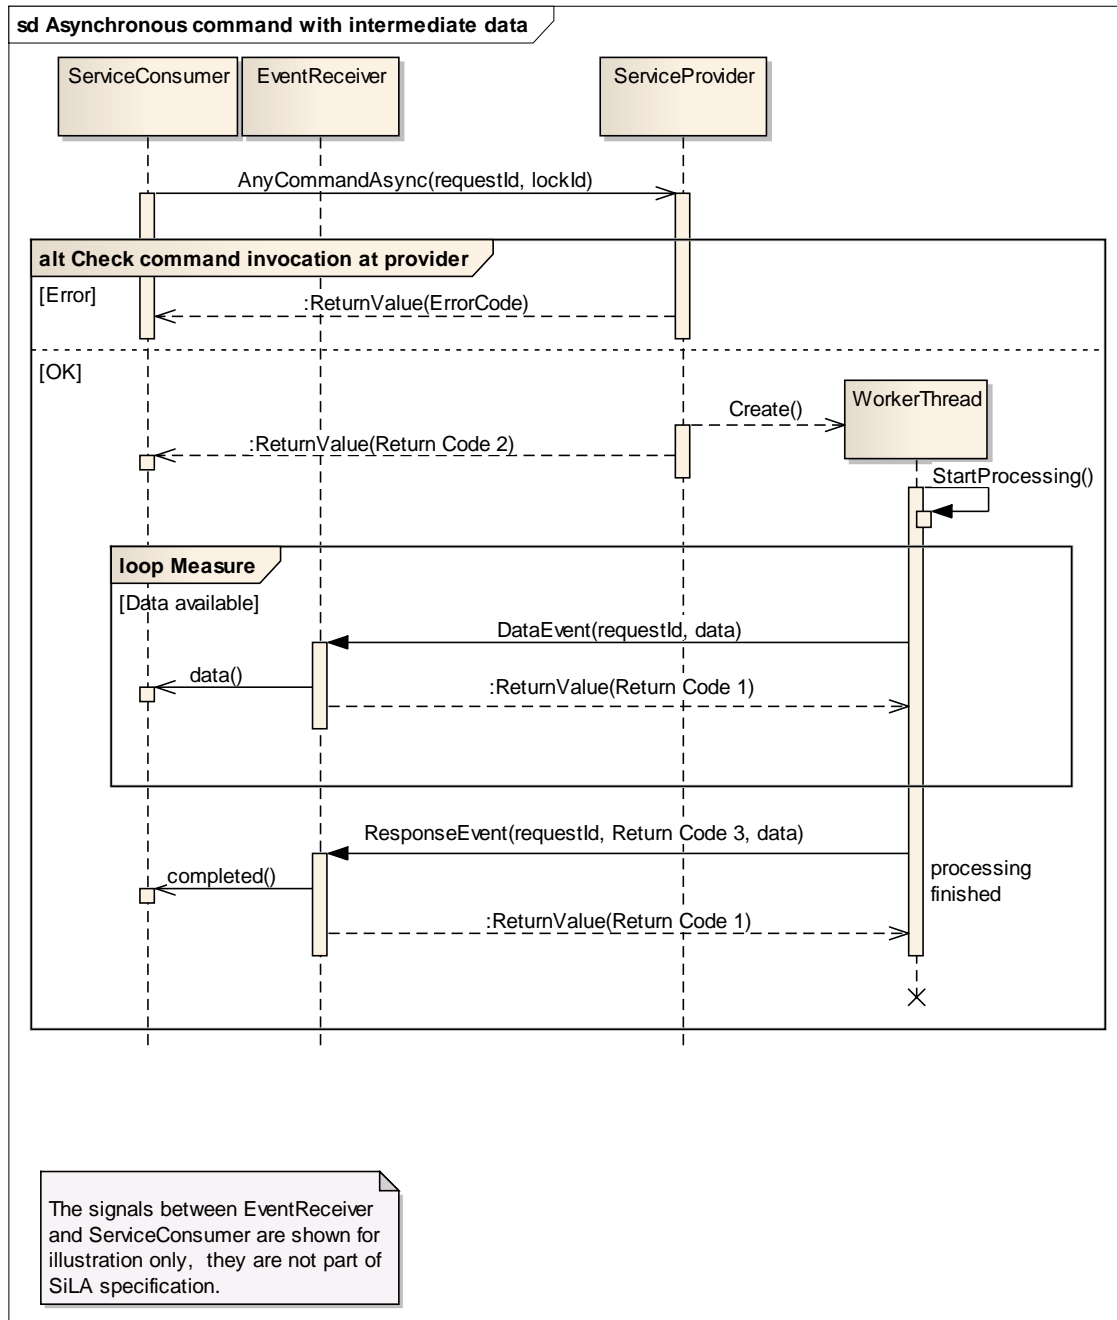 sd Asynchronous command with intermediate data
ServiceConsumer
EventReceiver
ServiceProvider
AnyCommandAsync(requestId, lockId)
alt Check command invocation at provider
[Error]
:ReturnValue(ErrorCode)
[OK]
WorkerThread
Create()
:ReturnValue(Return Code 2)
StartProcessing()
loop Measure
[Data available]
DataEvent(requestId, data)
data()
:ReturnValue(Return Code 1)
ResponseEvent(requestId, Return Code 3, data)
completed()
processing
finished
:ReturnValue(Return Code 1)
The signals between EventReceiver
and ServiceConsumer are shown for
illustration only, they are not part of
SiLA specification.